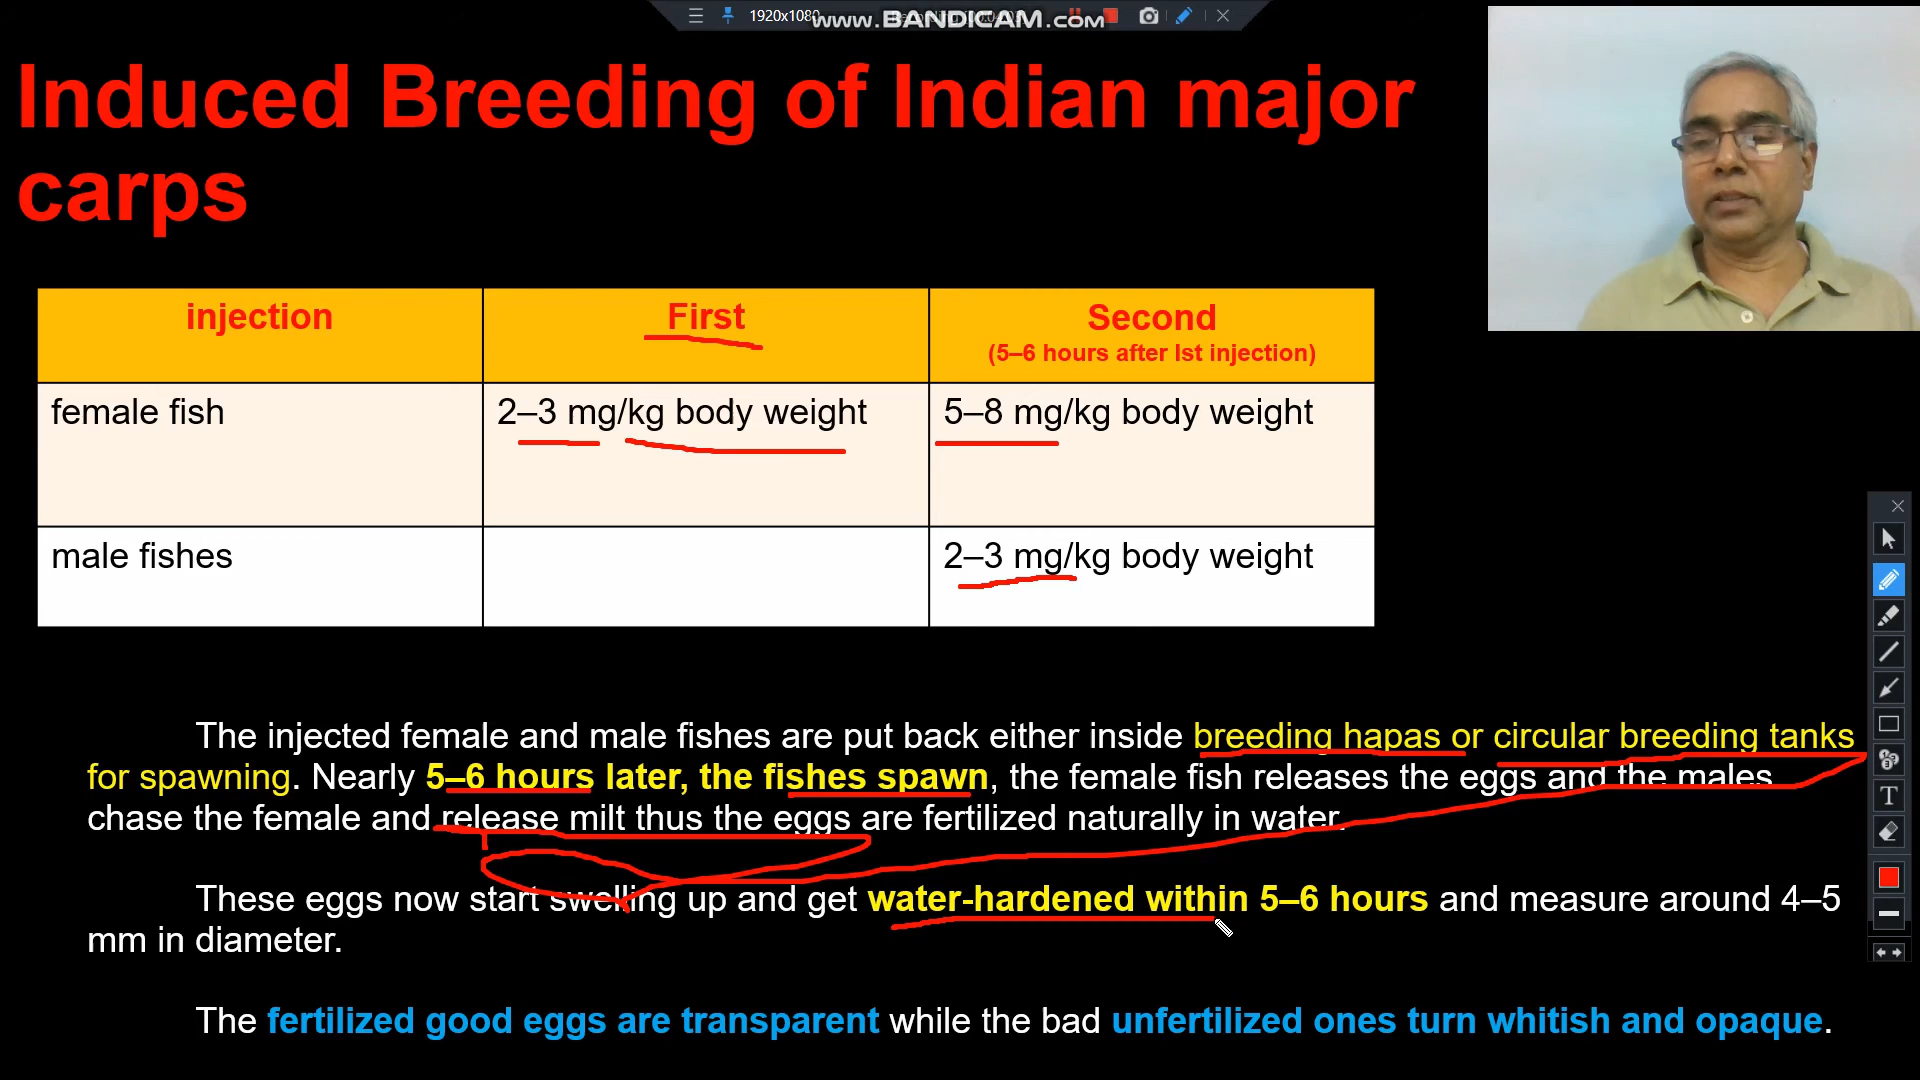 1920x1080
www.BANDICAM.com
Induced Breeding of Indian major
carps
injection First Second
(5–6 hours after Ist injection)
female fish 2–3 mg/kg body weight 5–8 mg/kg body weight
male fishes 2–3 mg/kg body weight
The injected female and male fishes are put back either inside breeding hapas or circular breeding tanks
for spawning. Nearly 5–6 hours later, the fishes spawn, the female fish releases the eggs and the males
chase the female and release milt thus the eggs are fertilized naturally in water.
These eggs now start swelling up and get water-hardened within 5–6 hours and measure around 4–5
mm in diameter.
The fertilized good eggs are transparent while the bad unfertilized ones turn whitish and opaque.